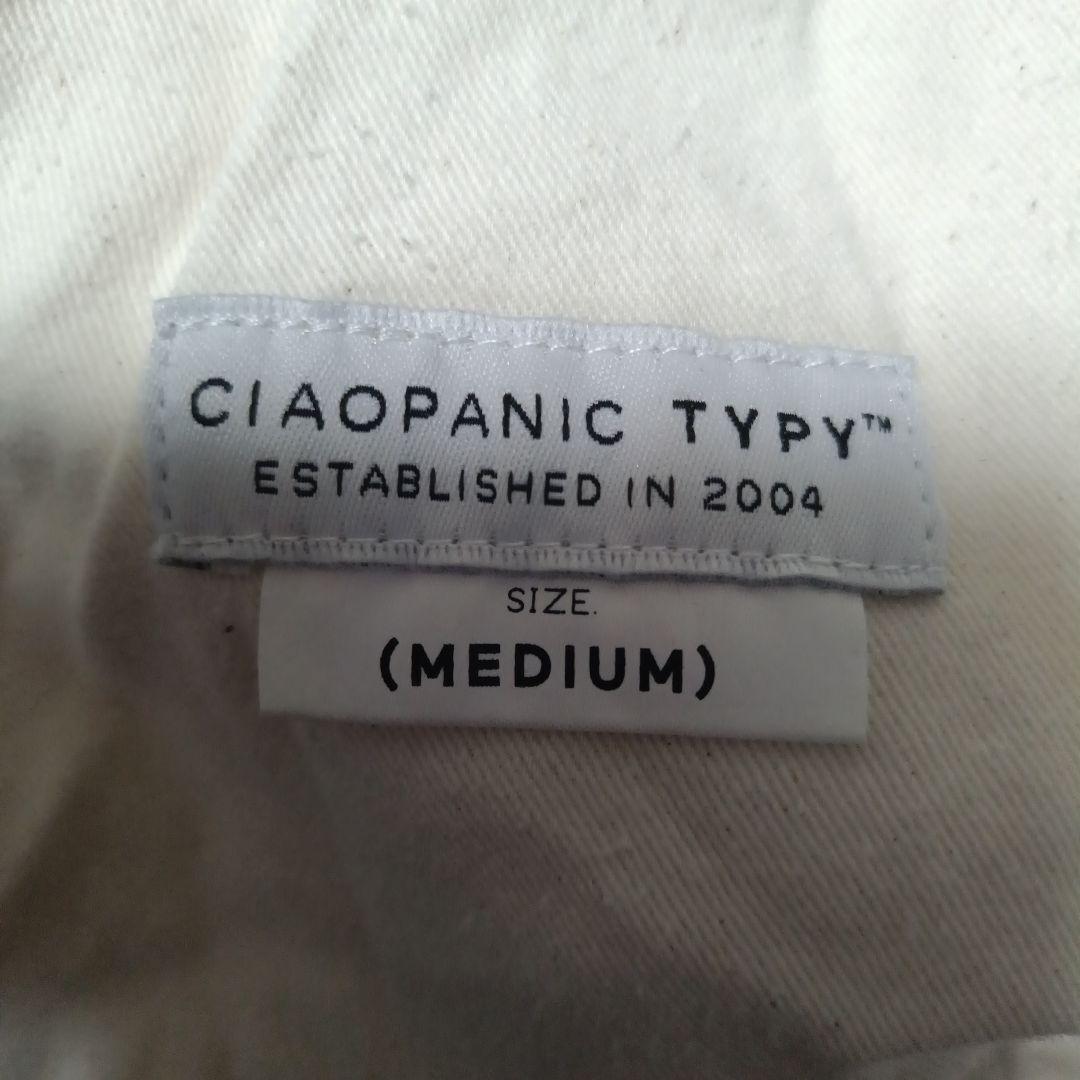 CIAOPANIC TYPY™
ESTABLISHED IN 2004
SIZE.
(MEDIUM)